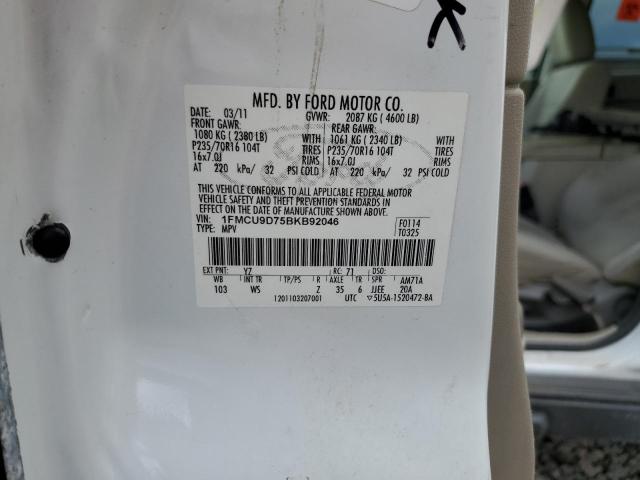 MFD. BY FORD MOTOR CO.
DATE: 03/11 GVWR: 2087 KG ( 4600 LB)
FRONT GAWR: REAR GAWR:
1080 KG ( 2380 LB) WITH 1061 KG ( 2340 LB) WITH
P235/70R16 104T TIRES P235/70R16 104T TIRES
16x7.0J RIMS 16x7.0J RIMS
AT 220 kPa/ 32 PSI COLD AT 220 kPa/ 32 PSI COLD
THIS VEHICLE CONFORMS TO ALL APPLICABLE FEDERAL MOTOR
VEHICLE SAFETY AND THEFT PREVENTION STANDARDS IN
EFFECT ON THE DATE OF MANUFACTURE SHOWN ABOVE.
VIN: 1FMCU9D75BKB92046 F0114
TYPE: MPV T0325
EXT PNT: YZ RC: 71 DSO:
WB INT TR TP/PS R AXLE TR SPR AM71A
103 WS Z 35 6 JJEE 20A
1201103207001 UTC ▽5U5A-1520472-BA